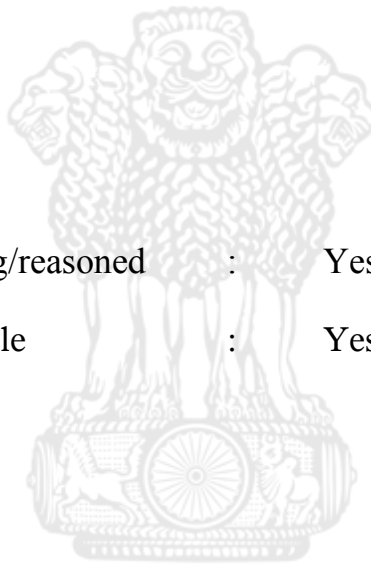 g/reasoned : Yes
le : Yes